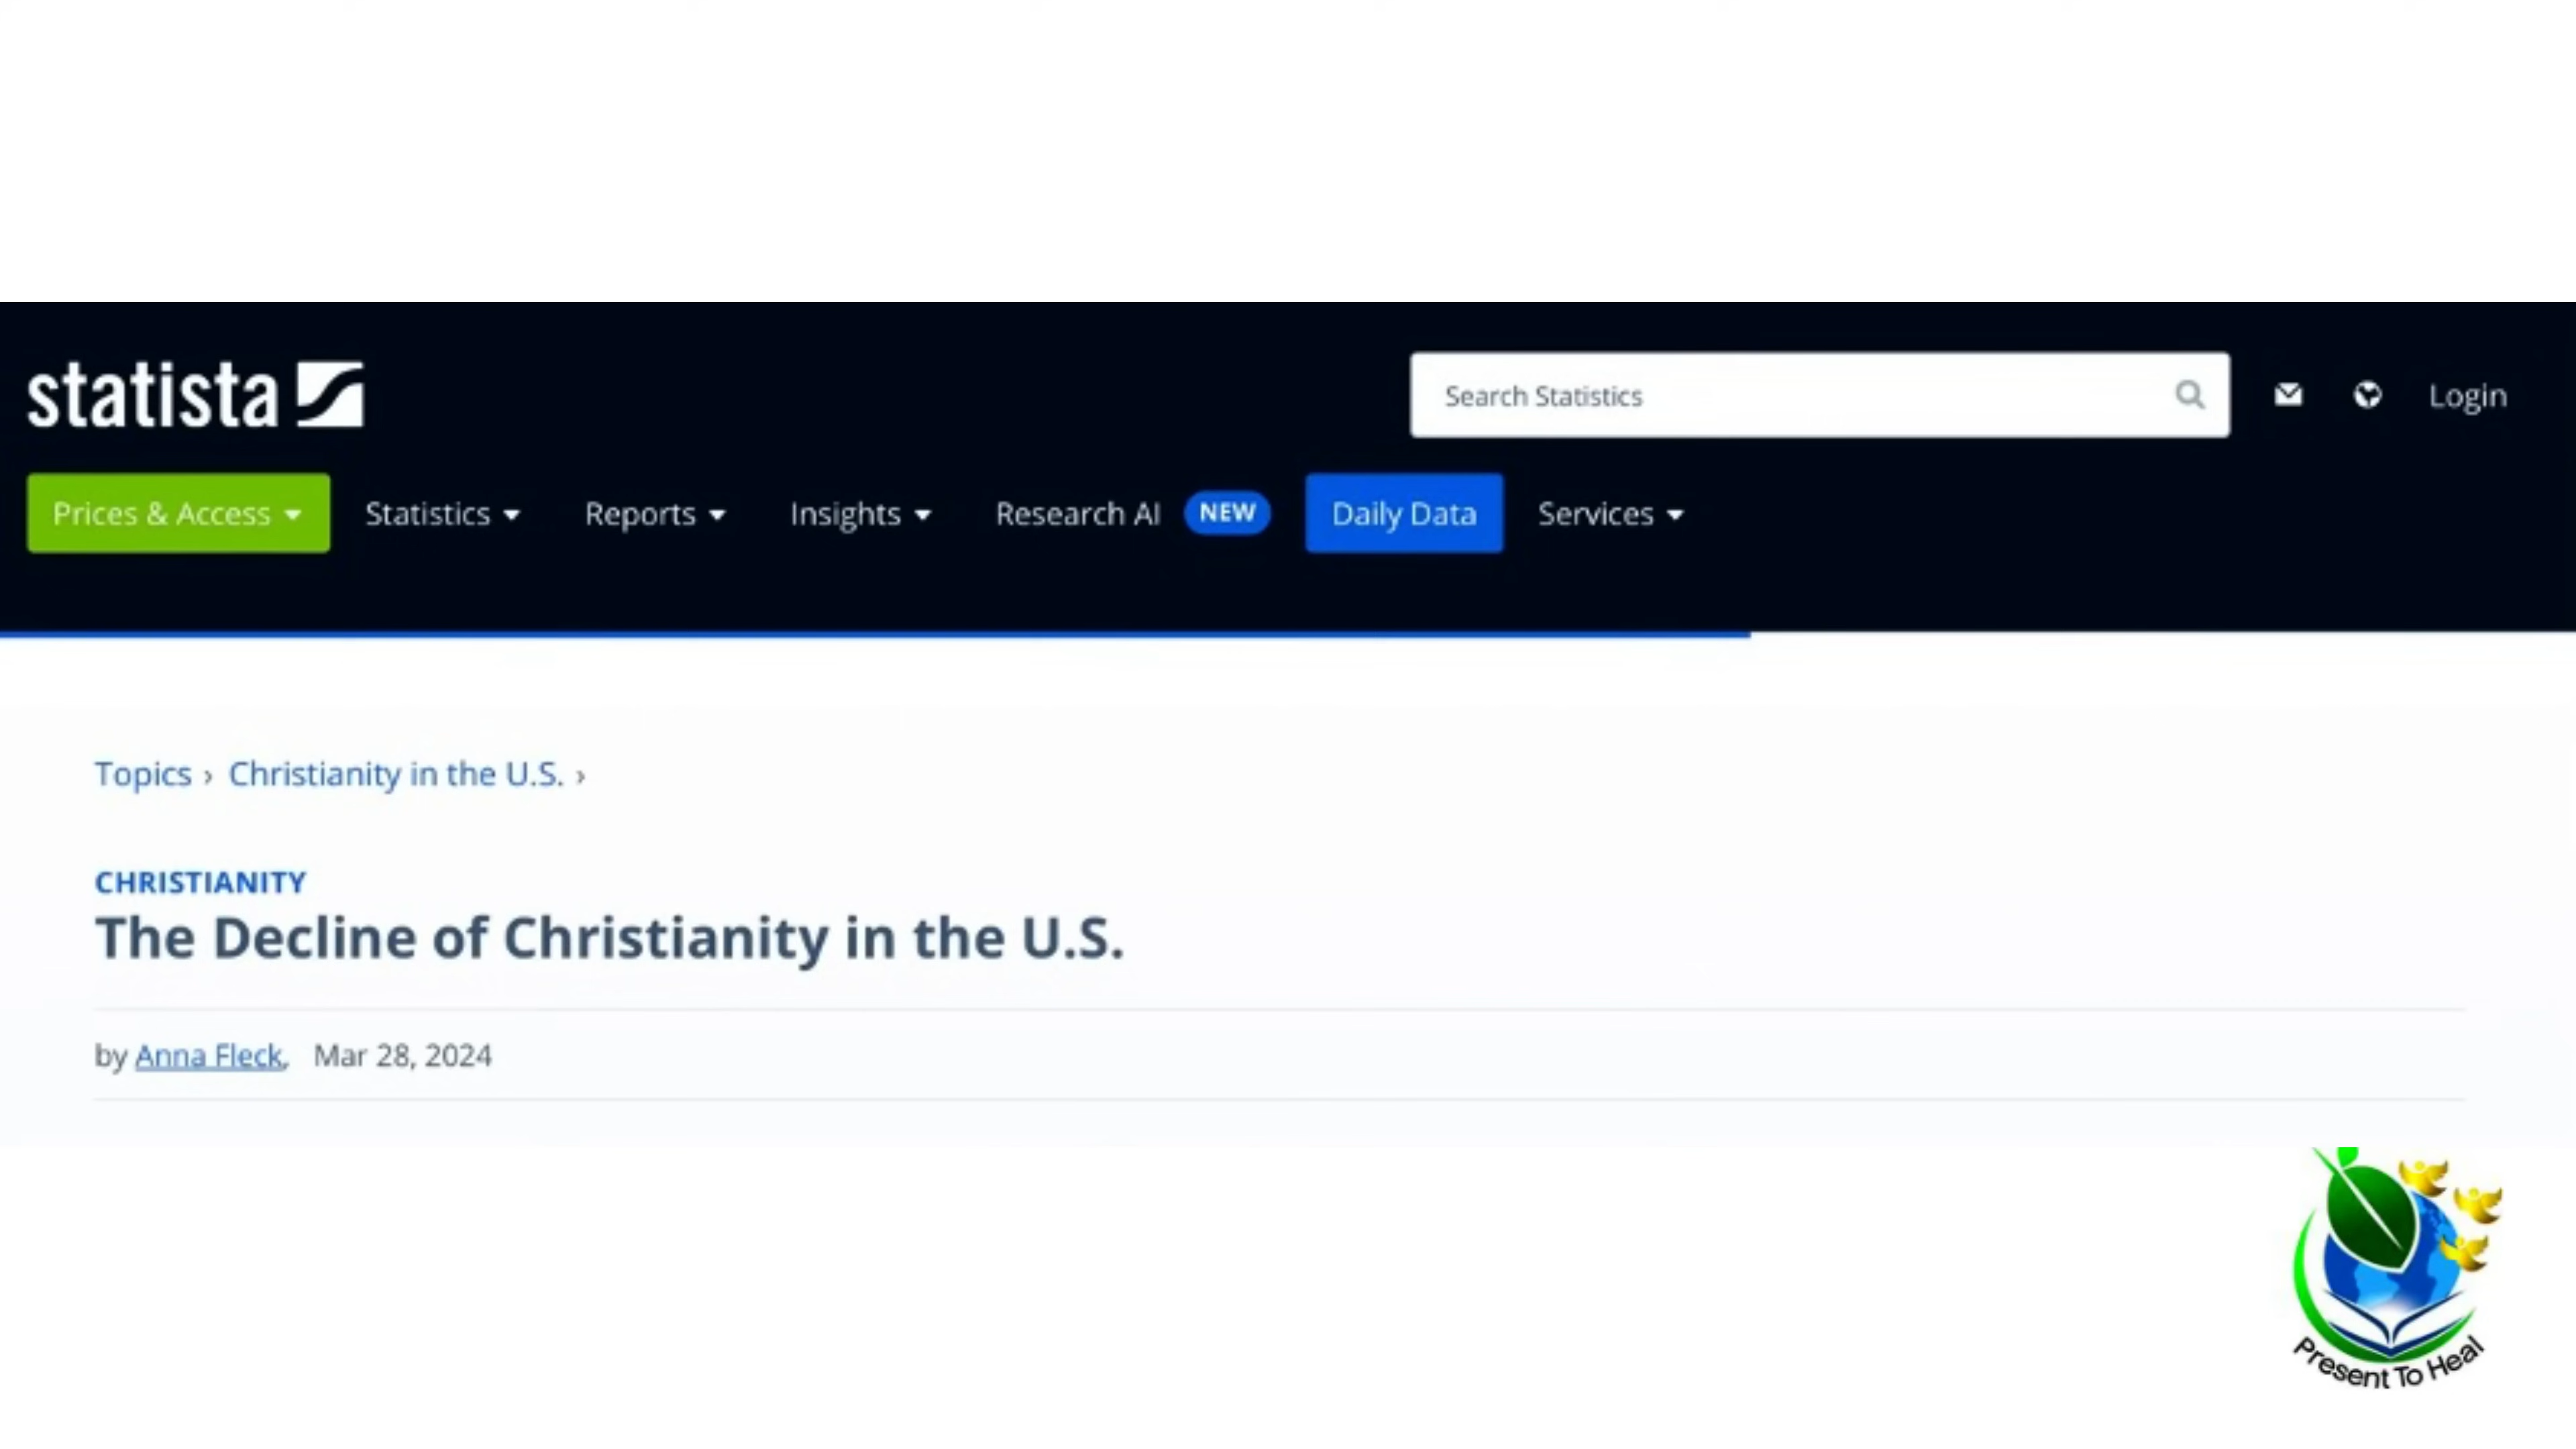 statista
Search Statistics
Login
Prices & Access
Statistics
Reports
Insights
Research AI
NEW
Daily Data
Services
Topics › Christianity in the U.S. ›
CHRISTIANITY
The Decline of Christianity in the U.S.
by Anna Fleck, Mar 28, 2024
Present To Heal